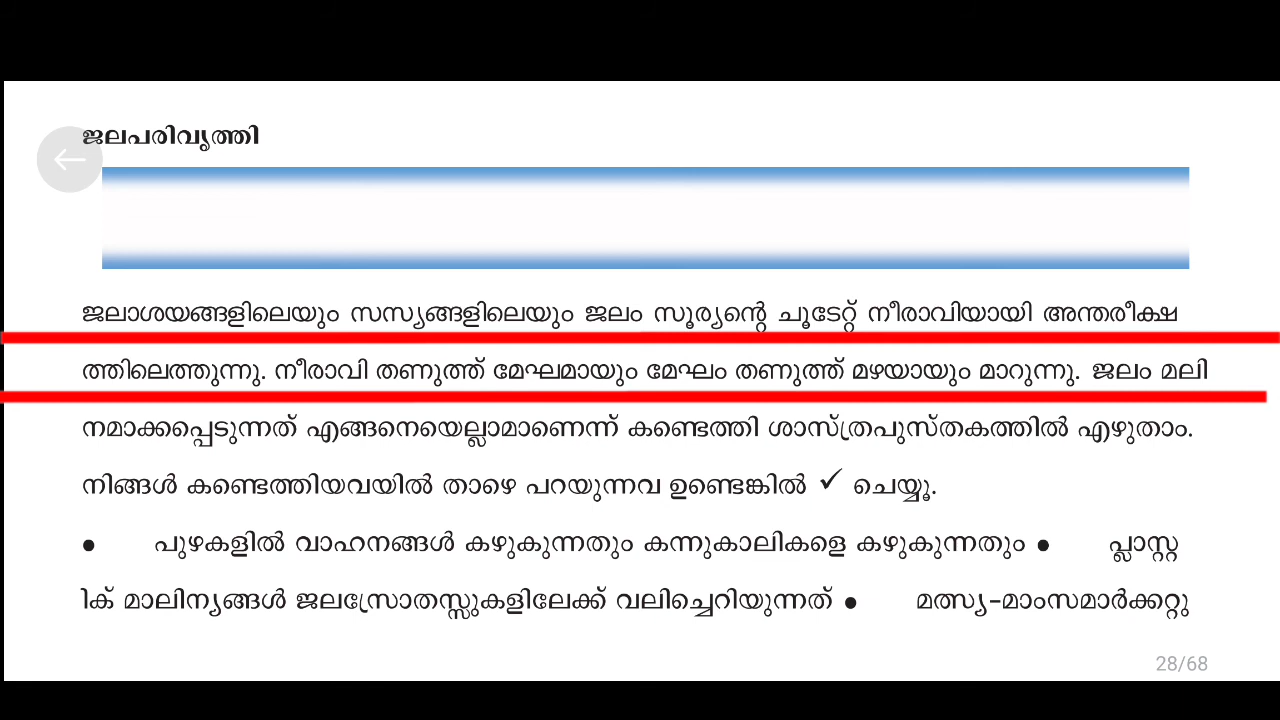 ജലപരിവൃത്തി
ജലാശയങ്ങളിലെയും സസ്യങ്ങളിലെയും ജലം സൂര്യന്റെ ചൂടേറ്റ് നീരാവിയായി അന്തരീക്ഷ
ത്തിലെത്തുന്നു. നീരാവി തണുത്ത് മേഘമായും മേഘം തണുത്ത് മഴയായും മാറുന്നു. ജലം മലി
നമാക്കപ്പെടുന്നത് എങ്ങനെയെല്ലാമാണെന്ന് കണ്ടെത്തി ശാസ്ത്രപുസ്തകത്തിൽ എഴുതാം.
നിങ്ങൾ കണ്ടെത്തിയവയിൽ താഴെ പറയുന്നവ ഉണ്ടെങ്കിൽ ✓ ചെയ്യൂ.
● പുഴകളിൽ വാഹനങ്ങൾ കഴുകുന്നതും കന്നുകാലികളെ കഴുകുന്നതും ● പ്ലാസ്റ്റ
ിക് മാലിന്യങ്ങൾ ജലസ്രോതസ്സുകളിലേക്ക് വലിച്ചെറിയുന്നത് ● മത്സ്യ-മാംസമാർക്കറ്റു
28/68